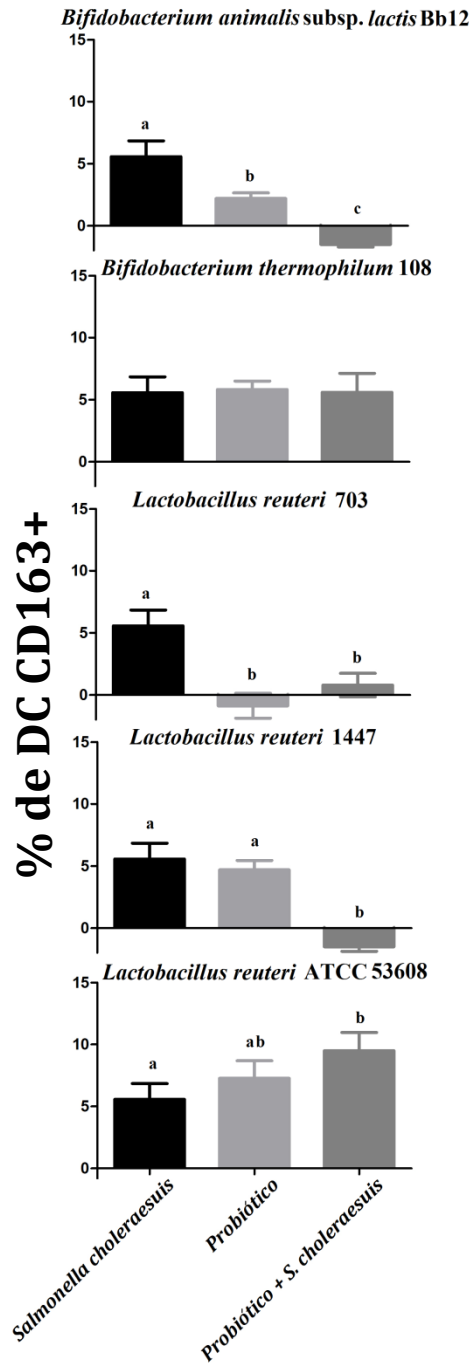 Bifidobacterium animalis subsp. lactis Bb12
15
10
5
0
a
b
c
Bifidobacterium thermophilum 108
15
10
5
0
Lactobacillus reuteri 703
15
10
5
0
a
b
b
Lactobacillus reuteri 1447
15
10
5
0
a
a
b
Lactobacillus reuteri ATCC 53608
15
10
5
0
a
ab
b
% de DC CD163+
Salmonella choleraesuis
Probiótico
Probiótico + S. choleraesuis